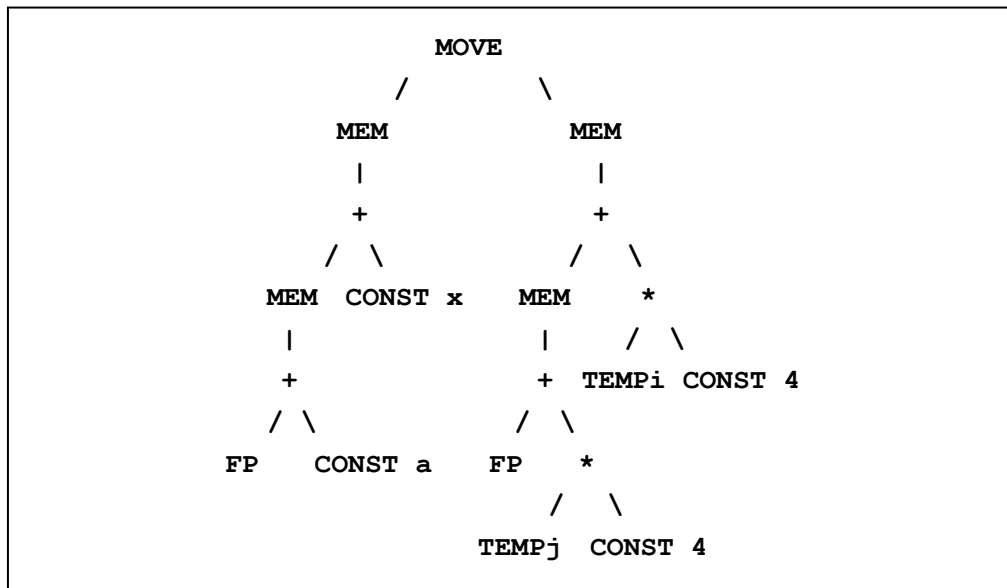 MOVE
/ \
MEM MEM
| |
+ +
/ \ / \
MEM CONST x MEM *
| | / \
+ + TEMPi CONST 4
/ \ / \
FP CONST a FP *
/ \
TEMPj CONST 4